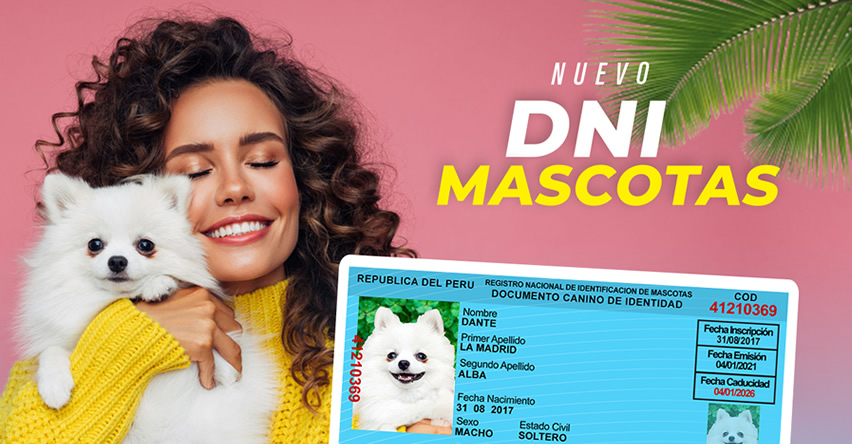 NUEVO
DNI
MASCOTAS
REPUBLICA DEL PERU
REGISTRO NACIONAL DE IDENTIFICACION DE MASCOTAS
DOCUMENTO CANINO DE IDENTIDAD
COD
41210369
41210369
Nombre
DANTE
Primer Apellido
LA MADRID
Segundo Apellido
ALBA
Fecha Nacimiento
31 08 2017
Sexo
MACHO
Estado Civil
SOLTERO
Fecha Inscripción
31/08/2017
Fecha Emisión
04/01/2021
Fecha Caducidad
04/01/2026